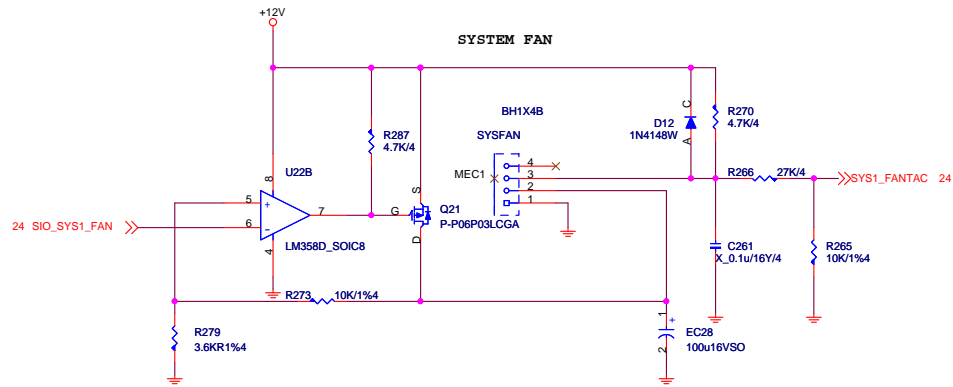 +12V
SYSTEM FAN
BH1X4B
SYSFAN
R287
4.7K/4
D12
1N4148W
C
A
R270
4.7K/4
MEC1
4
3
2
1
R266
27K/4
SYS1_FANTAC 24
U22B
8
5
+
7
6
-
4
LM358D_SOIC8
24 SIO_SYS1_FAN
S
G
D
Q21
P-P06P03LCGA
C261
X_0.1u/16Y/4
R265
10K/1%4
R273
10K/1%4
R279
3.6KR1%4
1
+
2
EC28
100u16VSO